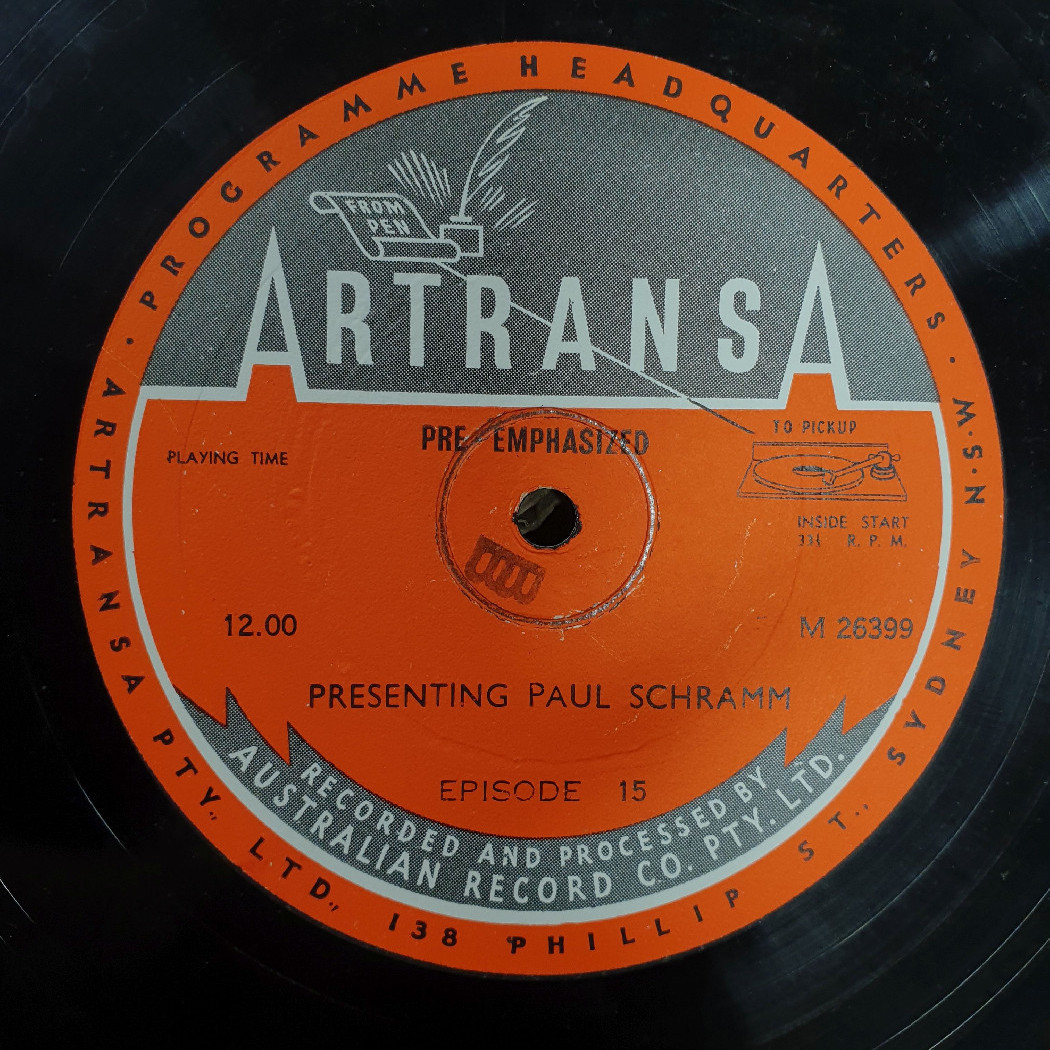 · PROGRAMME HEADQUARTERS ·
FROM
PEN
ARTRANSA
PRE-EMPHASIZED
TO PICKUP
PLAYING TIME
INSIDE START
33⅓ R. P. M.
12.00
M 26399
PRESENTING PAUL SCHRAMM
EPISODE 15
RECORDED AND PROCESSED BY
AUSTRALIAN RECORD CO. PTY. LTD.
ARTRANSA PTY., LTD., 138 PHILLIP ST., SYDNEY N.S.W.